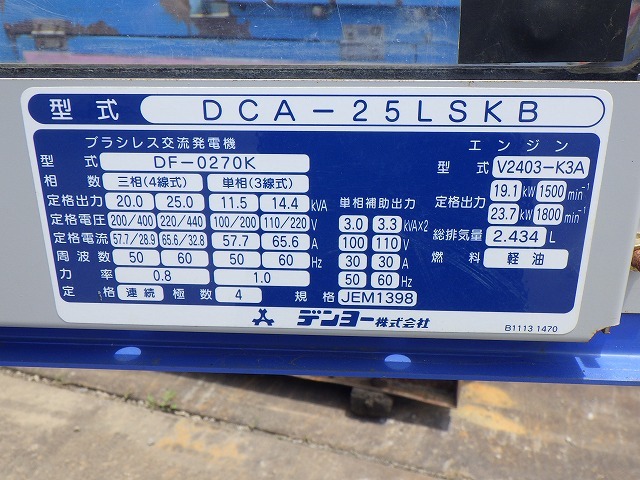 型式 DCA-25LSKB
ブラシレス交流発電機 エンジン
型式 DF-0270K 型式 V2403-K3A
相数 三相(4線式) 単相(3線式) 単相補助出力 定格出力 19.1 kW 1500 min⁻¹
定格出力 20.0 25.0 11.5 14.4 kVA 3.0 3.3 kVA×2 23.7 kW 1800 min⁻¹
定格電圧 200/400 220/440 100/200 110/220 V 100 110 V 総排気量 2.434 L
定格電流 57.7/28.9 65.6/32.8 57.7 65.6 A 30 30 A 燃料 軽油
周波数 50 60 50 60 Hz 50 60 Hz
力率 0.8 1.0
定格 連続 極数 4 規格 JEM1398
デンヨー株式会社 B1113 1470